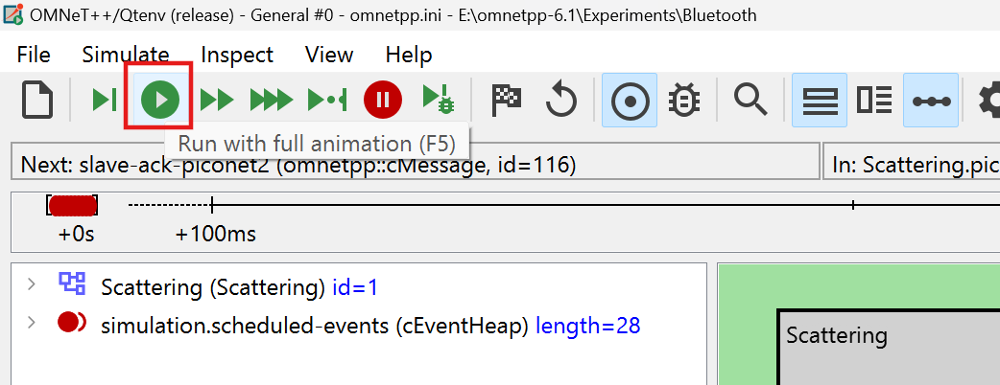 OMNeT++/Qtenv (release) - General #0 - omnetpp.ini - E:\omnetpp-6.1\Experiments\Bluetooth
File Simulate Inspect View Help
Run with full animation (F5)
Next: slave-ack-piconet2 (omnetpp::cMessage, id=116) In: Scattering.pic
+0s +100ms
Scattering (Scattering) id=1
simulation.scheduled-events (cEventHeap) length=28
Scattering